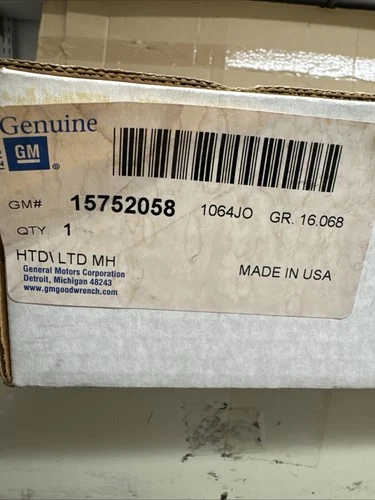 Genuine
GM ®
GM# 15752058 1064JO GR. 16.068
QTY 1
HTD\ LTD MH
General Motors Corporation
Detroit, Michigan 48243
www.gmgoodwrench.com
MADE IN USA